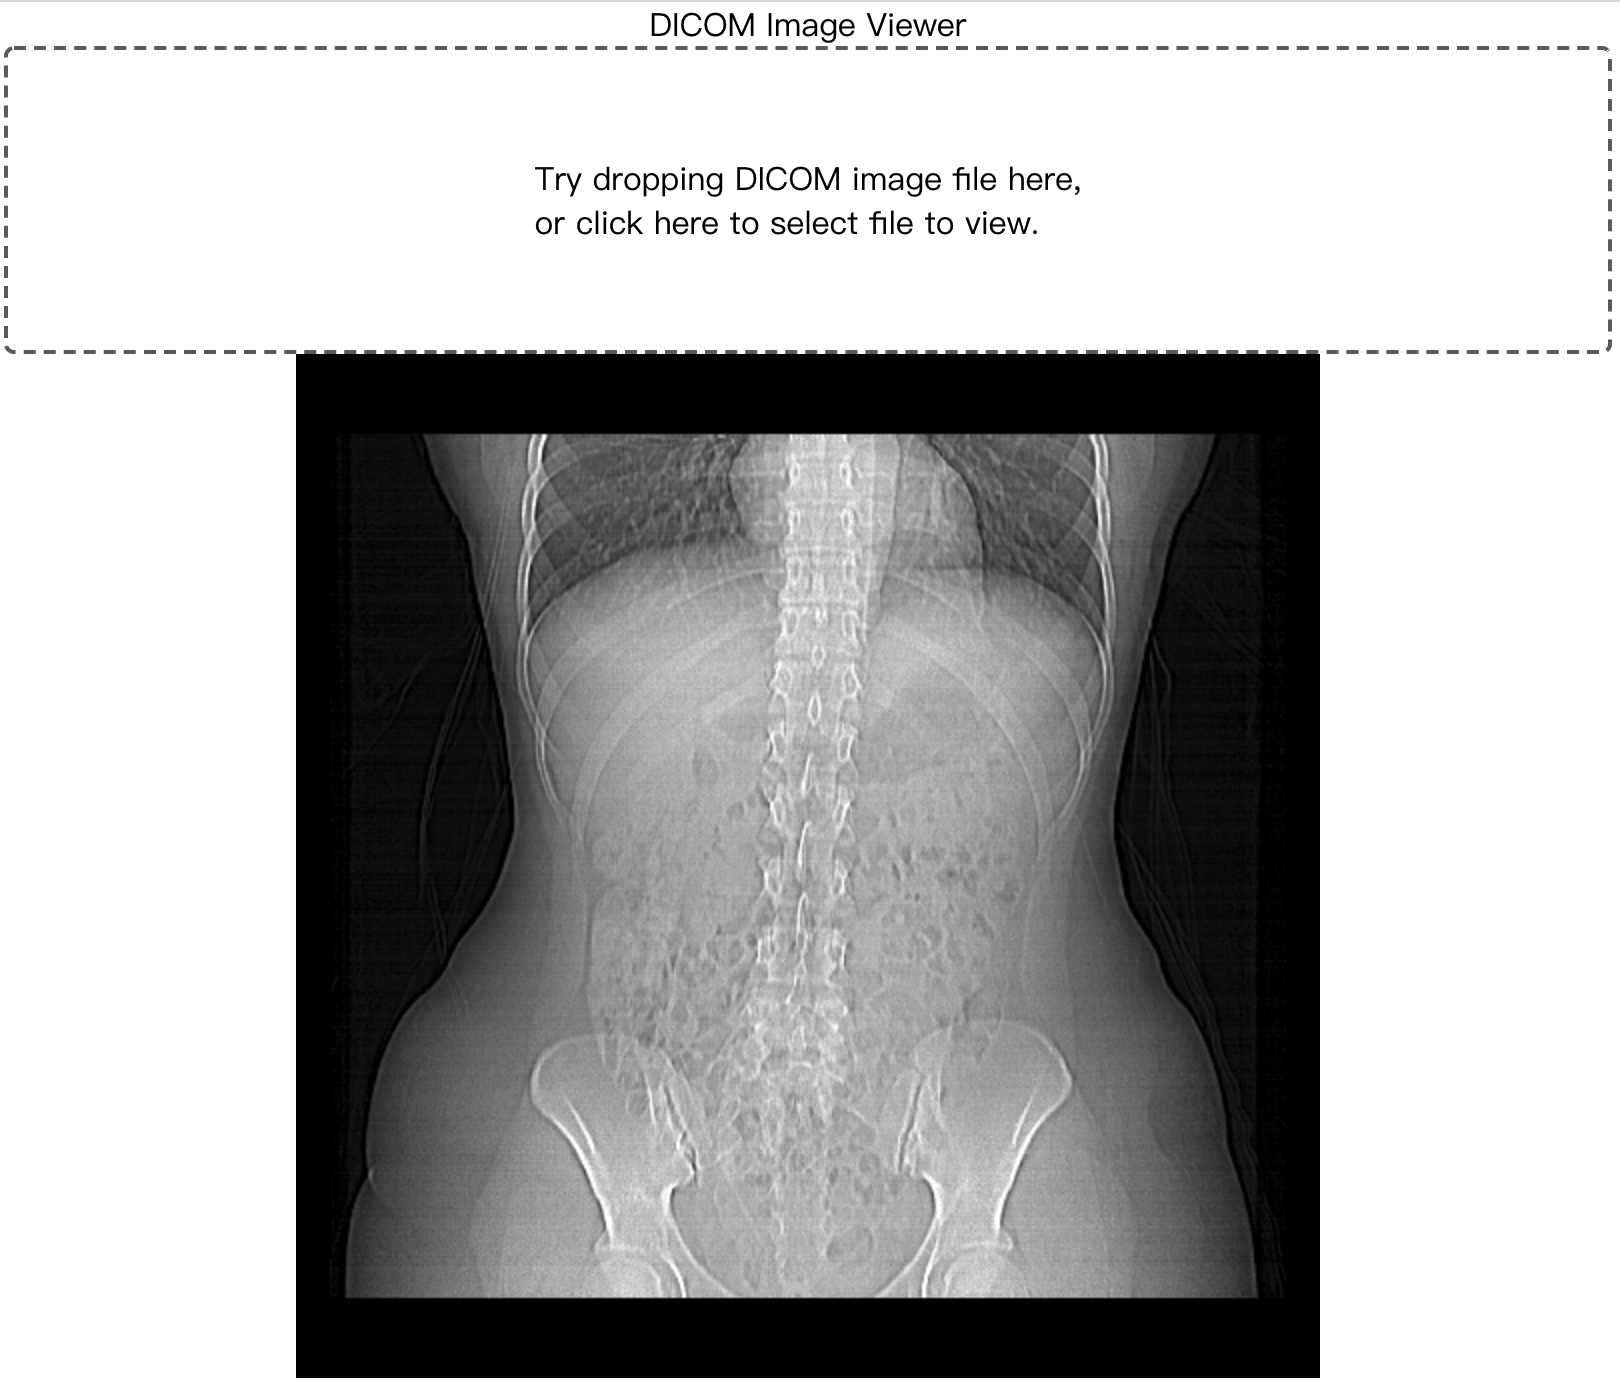 DICOM Image Viewer
Try dropping DICOM image file here,
or click here to select file to view.